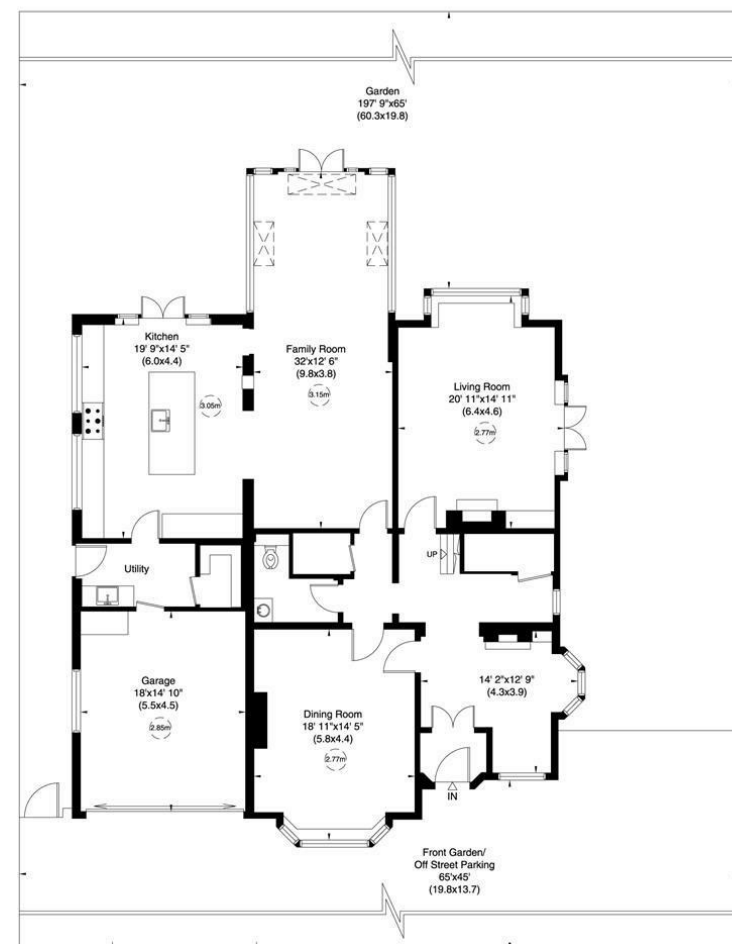 Garden
197' 9"x65'
(60.3x19.8)
Kitchen
19' 9"x14' 5"
(6.0x4.4)
3.05m
Family Room
32'x12' 6"
(9.8x3.8)
3.15m
Living Room
20' 11"x14' 11"
(6.4x4.6)
2.77m
UP
Utility
Garage
18'x14' 10"
(5.5x4.5)
2.85m
Dining Room
18' 11"x14' 5"
(5.8x4.4)
2.77m
14' 2"x12' 9"
(4.3x3.9)
IN
Front Garden/
Off Street Parking
65'x45'
(19.8x13.7)